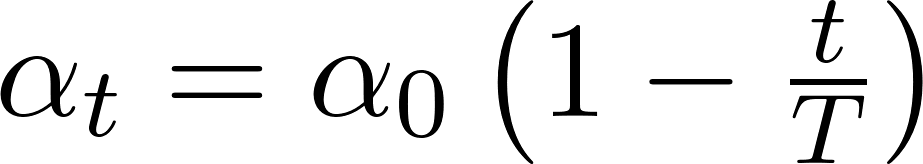 α_t = α_0 (1 − t/T)